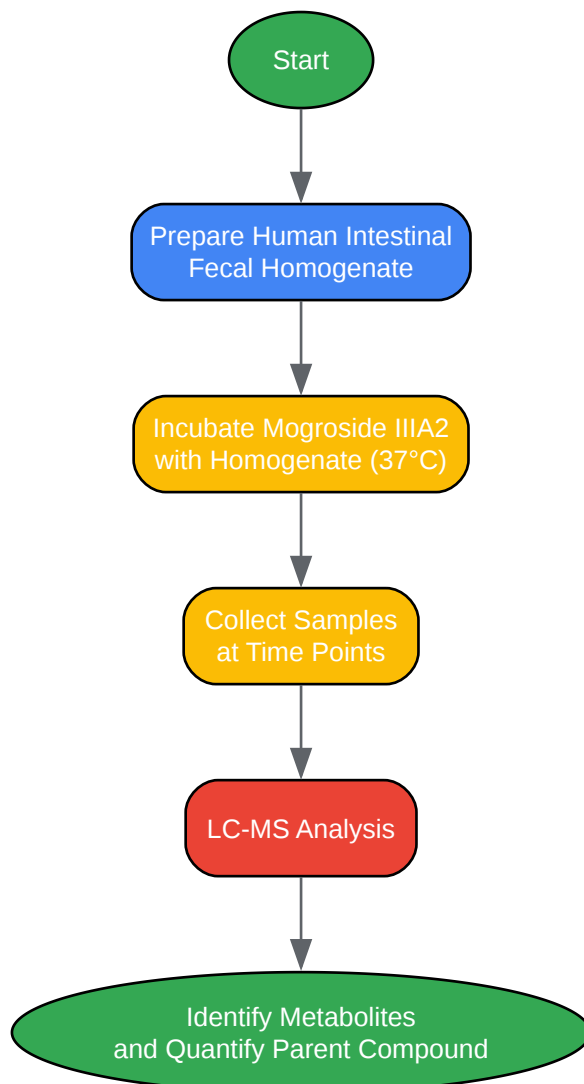 Start
Prepare Human Intestinal
Fecal Homogenate
Incubate Mogroside IIIA2
with Homogenate (37°C)
Collect Samples
at Time Points
LC-MS Analysis
Identify Metabolites
and Quantify Parent Compound